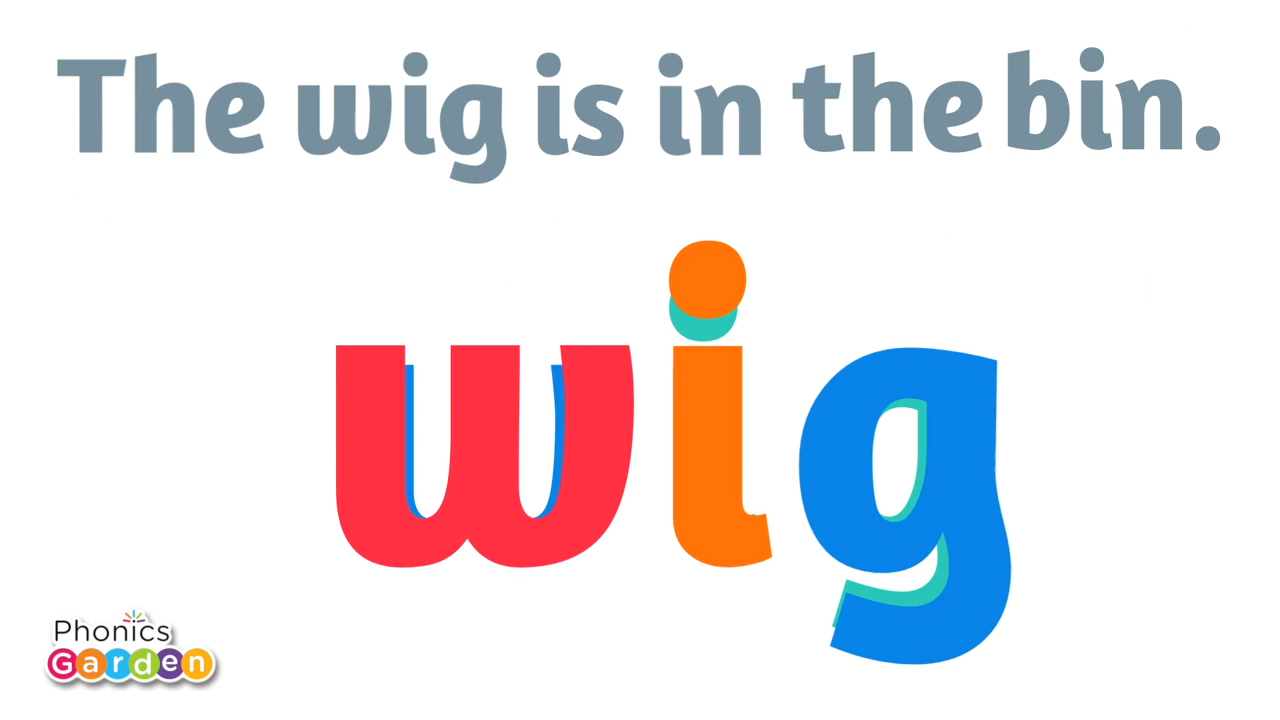 The wig is in the bin.
wig
Phonics
Garden